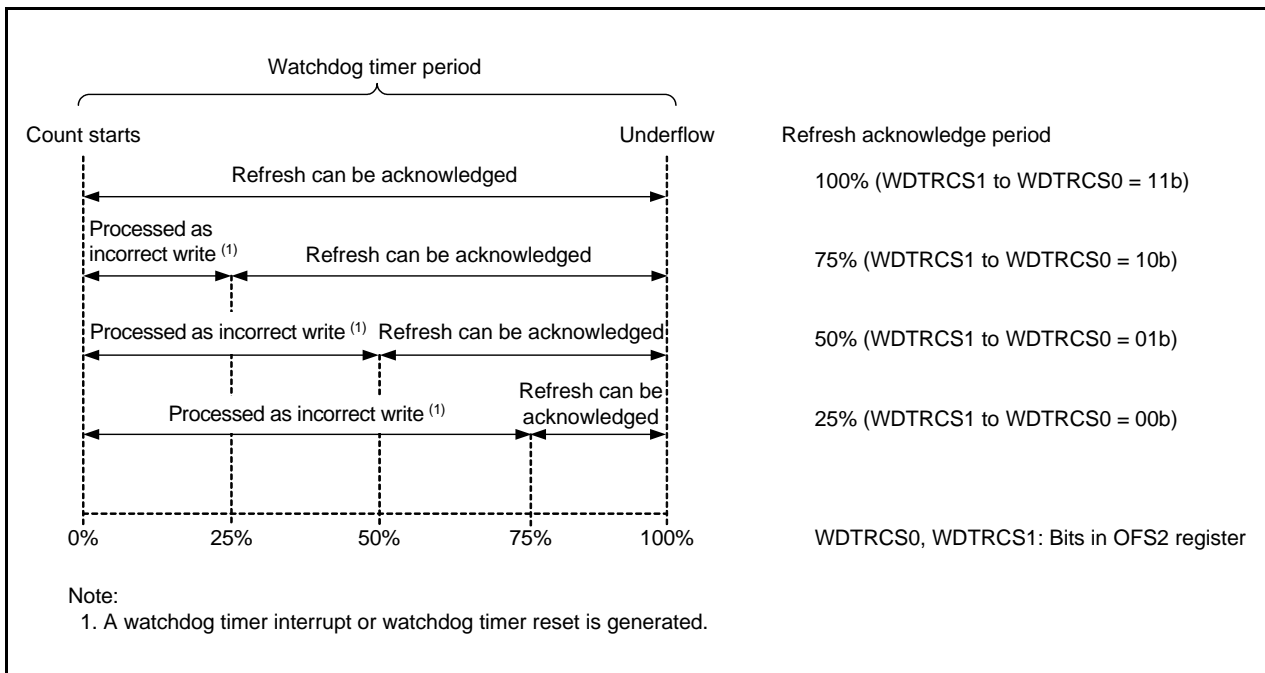 Watchdog timer period
Count starts
Underflow
Refresh acknowledge period
Refresh can be acknowledged
100% (WDTRCS1 to WDTRCS0 = 11b)
Processed as
incorrect write (1)
Refresh can be acknowledged
75% (WDTRCS1 to WDTRCS0 = 10b)
Processed as incorrect write (1)
Refresh can be acknowledged
50% (WDTRCS1 to WDTRCS0 = 01b)
Processed as incorrect write (1)
Refresh can be
acknowledged
25% (WDTRCS1 to WDTRCS0 = 00b)
0%
25%
50%
75%
100%
WDTRCS0, WDTRCS1: Bits in OFS2 register
Note:
1. A watchdog timer interrupt or watchdog timer reset is generated.